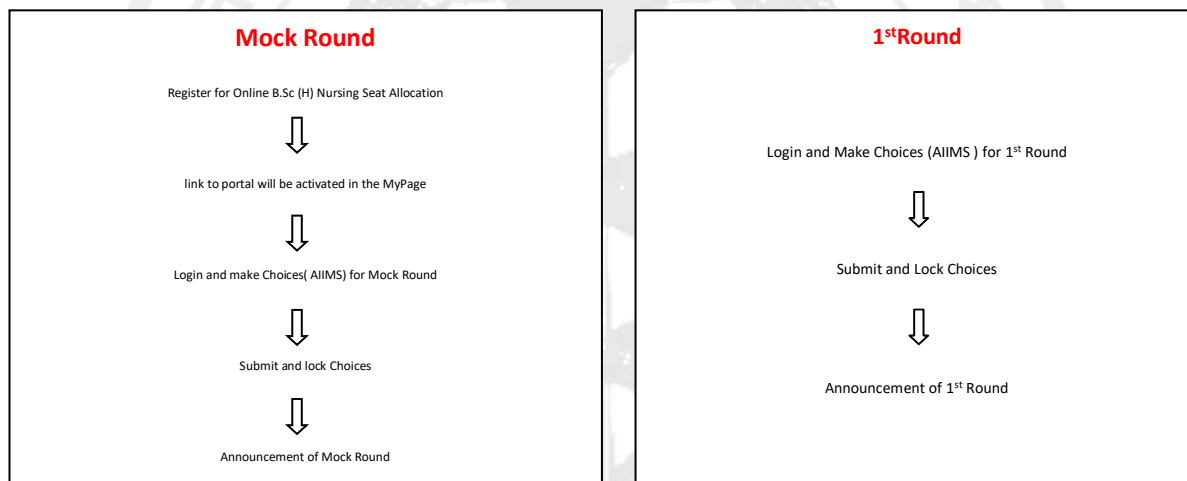 Mock Round
Register for Online B.Sc (H) Nursing Seat Allocation
link to portal will be activated in the MyPage
Login and make Choices( AIIMS) for Mock Round
Submit and lock Choices
Announcement of Mock Round
1stRound
Login and Make Choices (AIIMS ) for 1st Round
Submit and Lock Choices
Announcement of 1st Round